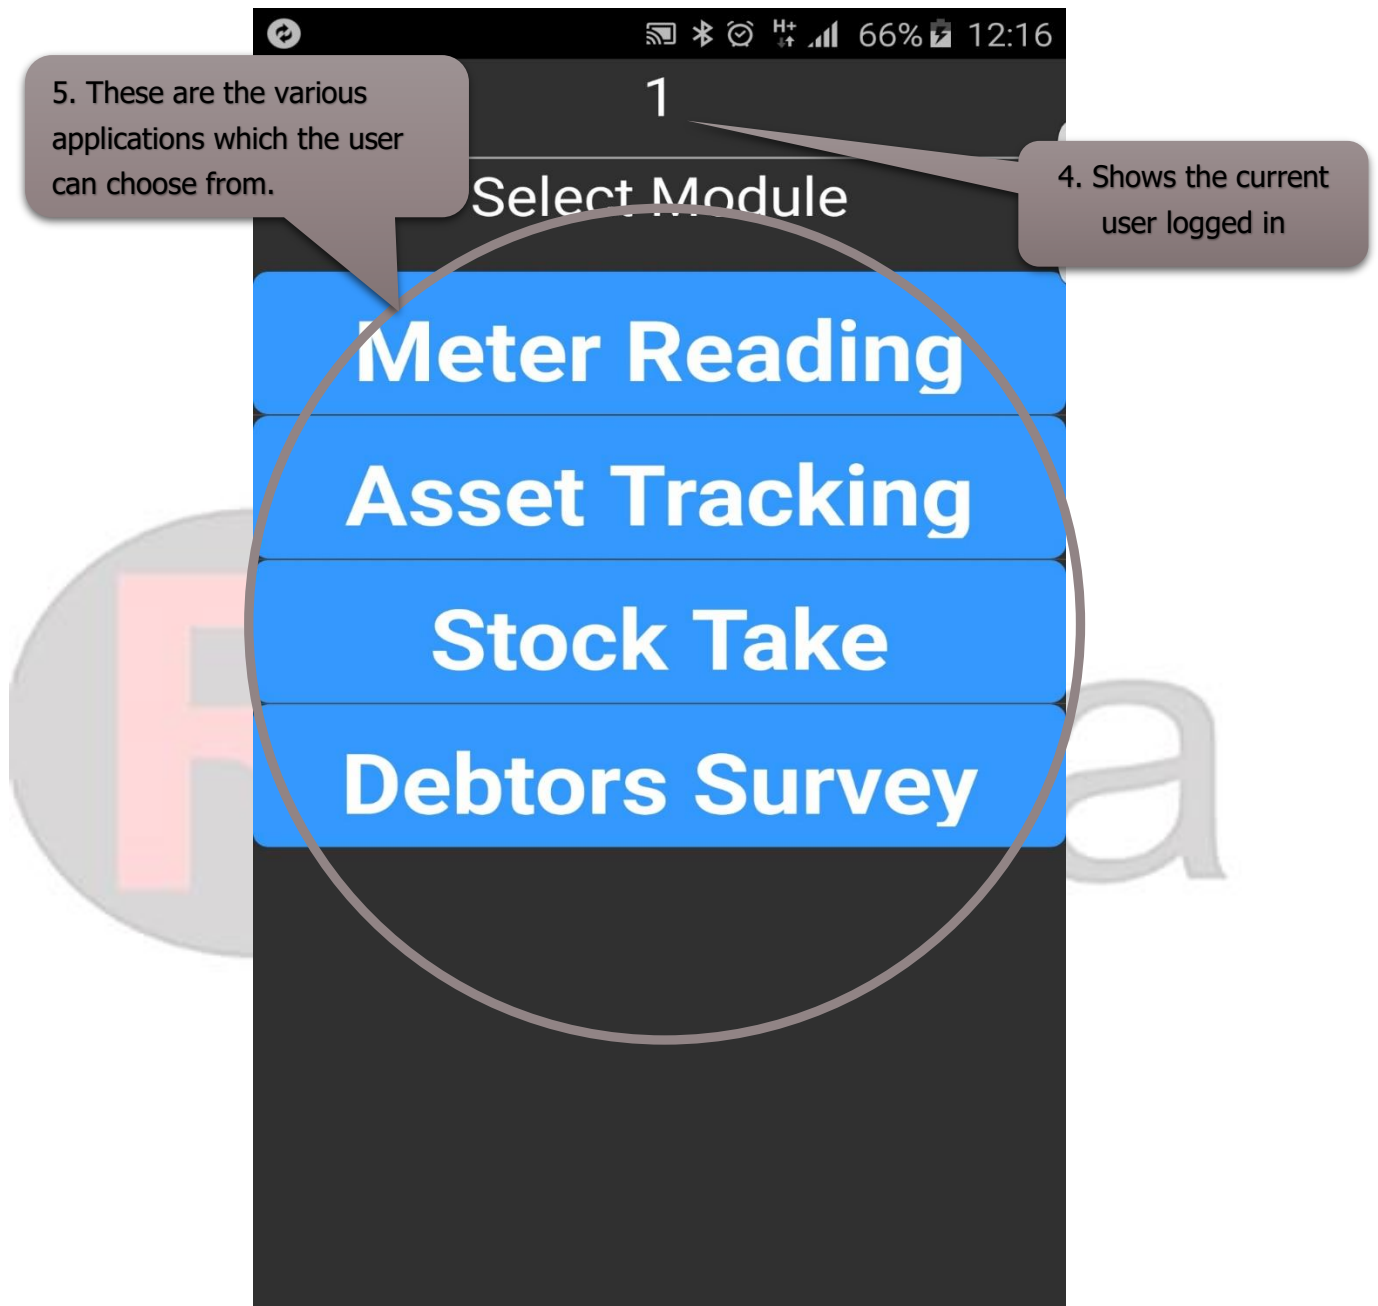 H+ 66% 12:16
5. These are the various
applications which the user
can choose from.
1
4. Shows the current
user logged in
Select Module
Meter Reading
Asset Tracking
Stock Take
Debtors Survey
R
a